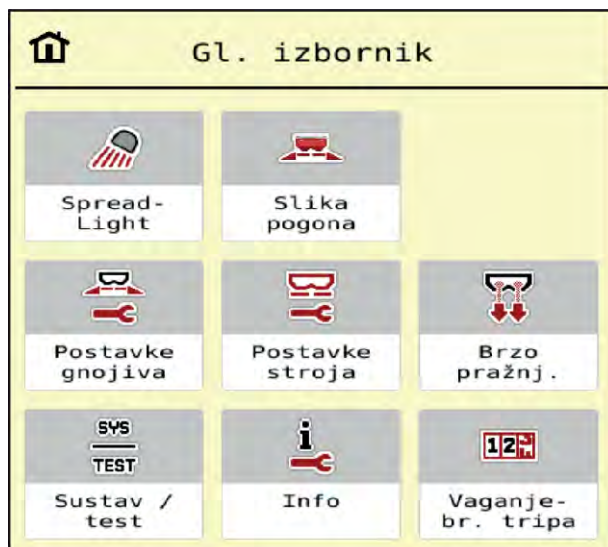 Gl. izbornik
Spread-
Light
Slika
pogona
Postavke
gnojiva
Postavke
stroja
Brzo
pražnj.
SYS
TEST
Sustav /
test
i
Info
12
Vaganje-
br. tripa